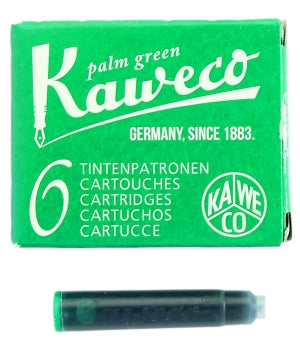 palm green
Kaweco
GERMANY, SINCE 1883.
6
TINTENPATRONEN
CARTOUCHES
CARTRIDGES
CARTUCHOS
CARTUCCE
KA WE
CO